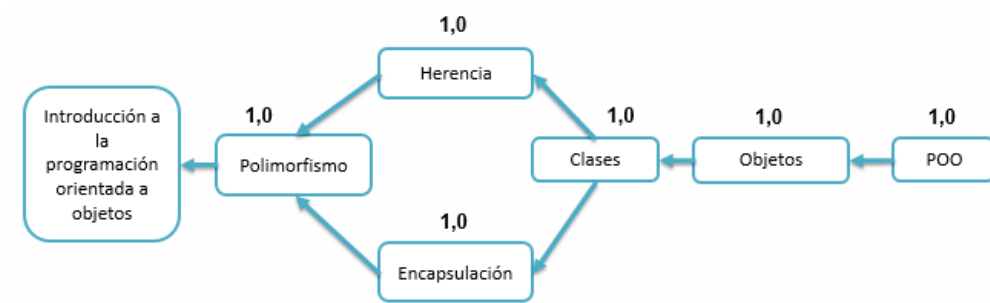 1,0
Herencia
Introducción a
la
programación
orientada a
objetos
1,0
Polimorfismo
1,0
Clases
1,0
Objetos
1,0
POO
1,0
Encapsulación